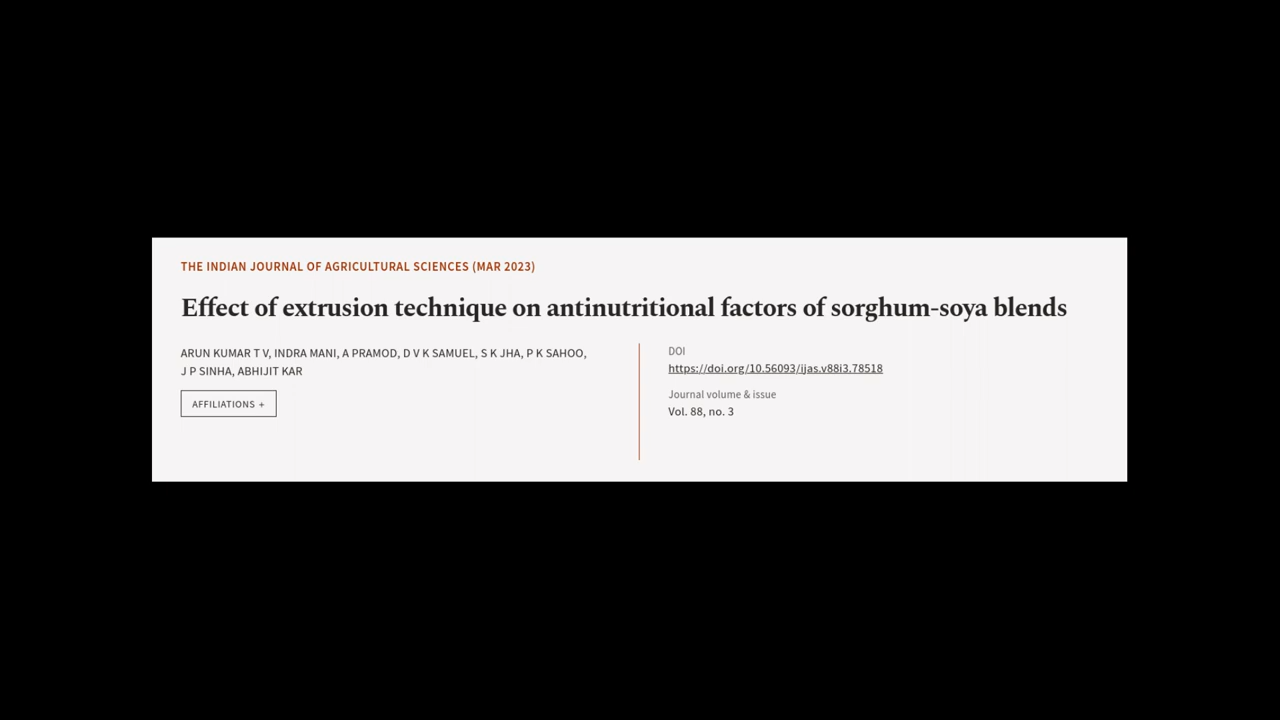 THE INDIAN JOURNAL OF AGRICULTURAL SCIENCES (MAR 2023)
Effect of extrusion technique on antinutritional factors of sorghum-soya blends
ARUN KUMAR T V, INDRA MANI, A PRAMOD, D V K SAMUEL, S K JHA, P K SAHOO,
J P SINHA, ABHIJIT KAR
AFFILIATIONS +
DOI
https://doi.org/10.56093/ijas.v88i3.78518
Journal volume & issue
Vol. 88, no. 3